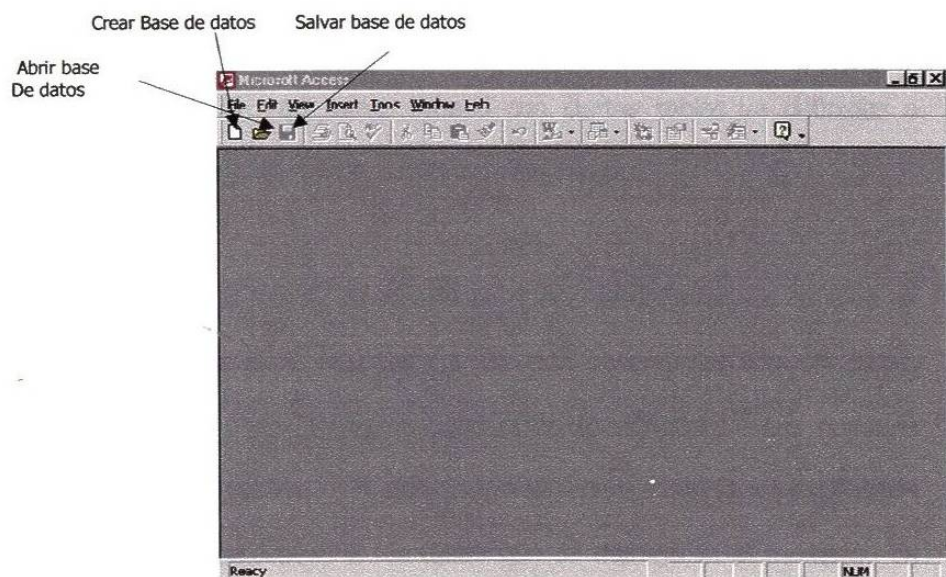 Crear Base de datos
Salvar base de datos
Abrir base
De datos
Microsoft Access
File Edit View Insert Tools Window Help
Ready
NUM